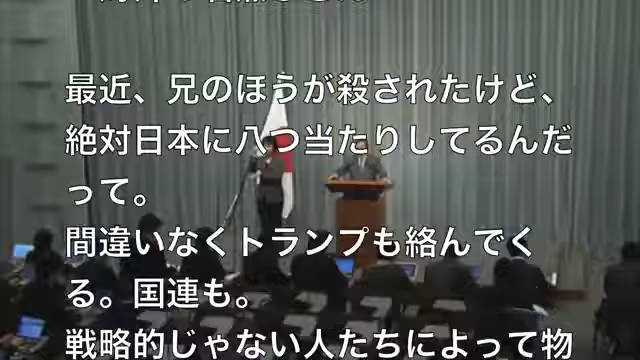 最近、兄のほうが殺されたけど、
絶対日本に八つ当たりしてるんだ
って。
間違いなくトランプも絡んでく
る。国連も。
戦略的じゃない人たちによって物